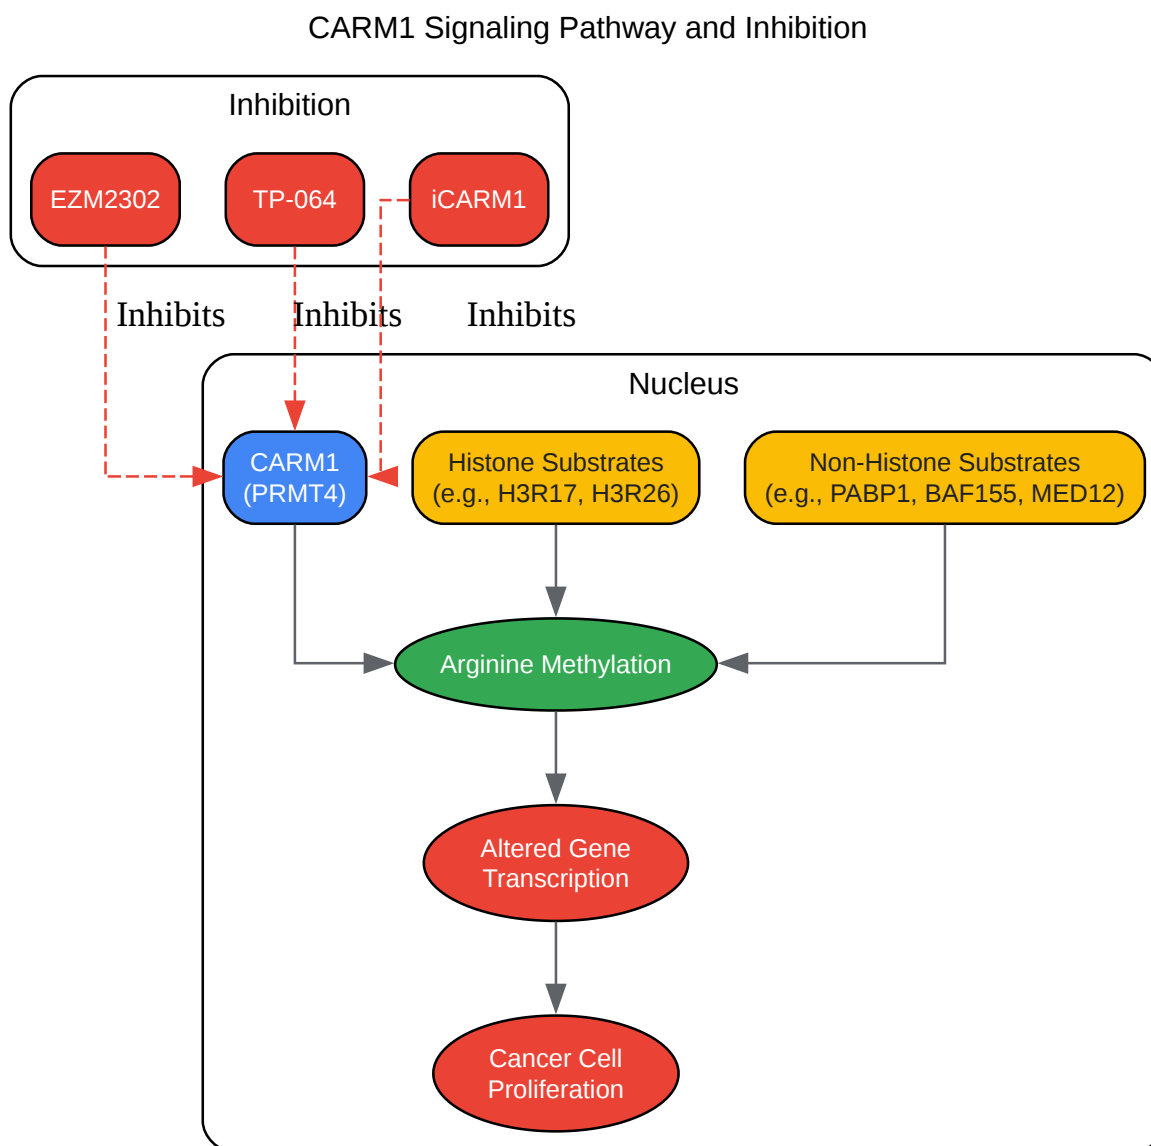 CARM1 Signaling Pathway and Inhibition
Inhibition
EZM2302
TP-064
iCARM1
Inhibits
Inhibits
Inhibits
Nucleus
CARM1
(PRMT4)
Histone Substrates
(e.g., H3R17, H3R26)
Non-Histone Substrates
(e.g., PABP1, BAF155, MED12)
Arginine Methylation
Altered Gene
Transcription
Cancer Cell
Proliferation